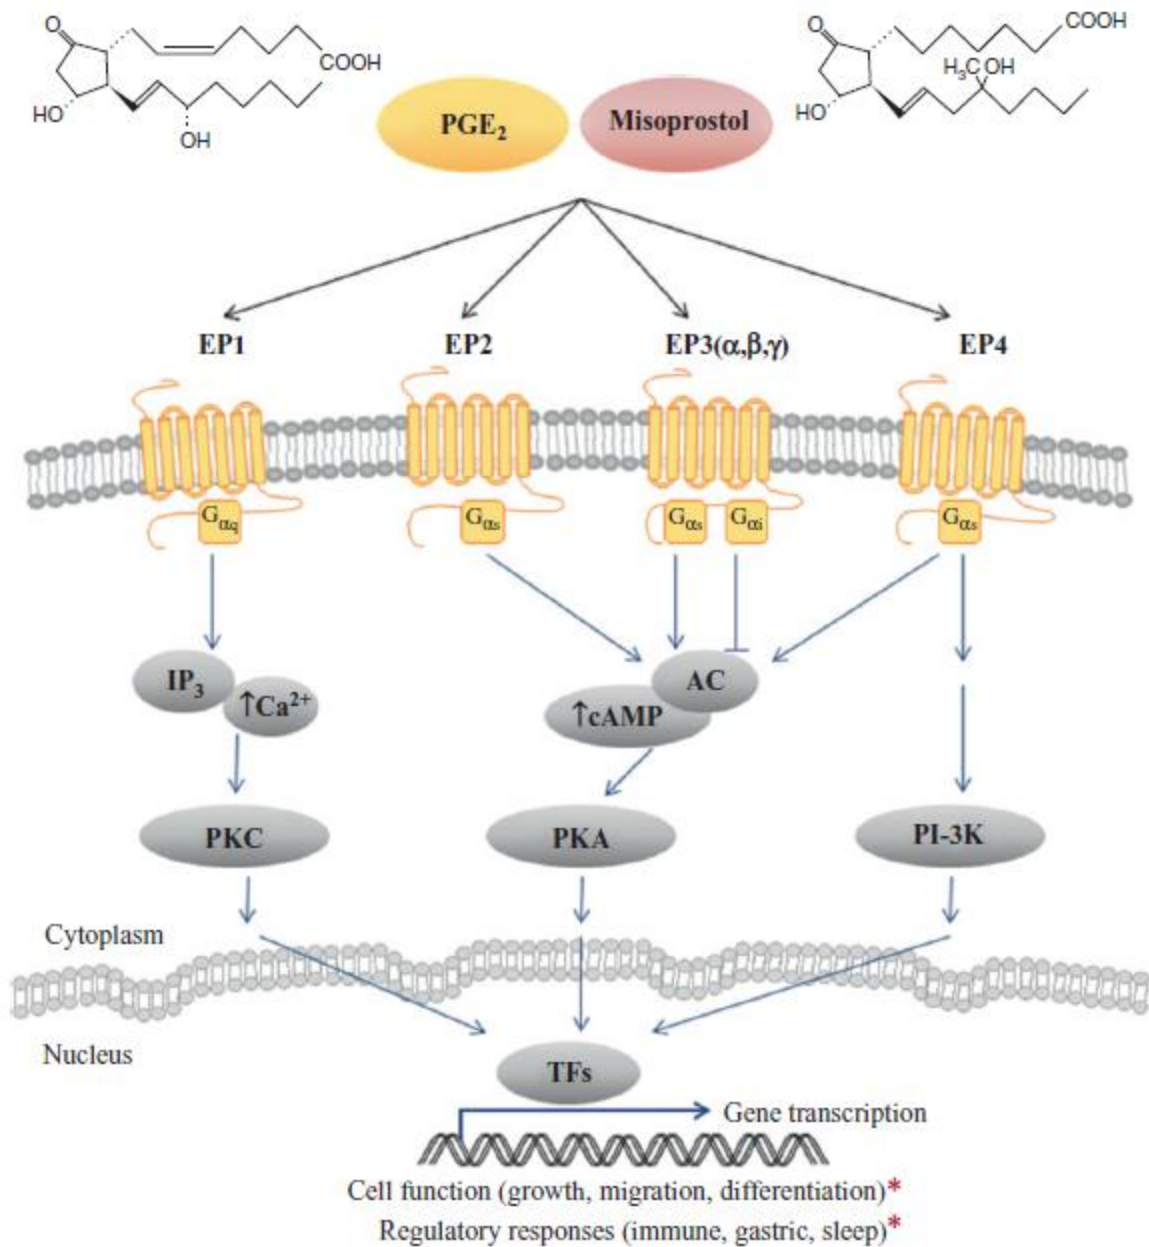 O
COOH
HO
OH
PGE₂
Misoprostol
O
COOH
H₃C OH
HO
EP1
EP2
EP3(α,β,γ)
EP4
Gαq
Gαs
Gαs
Gαi
Gαs
IP₃
↑Ca²⁺
AC
↑cAMP
PKC
PKA
PI-3K
Cytoplasm
Nucleus
TFs
Gene transcription
Cell function (growth, migration, differentiation)*
Regulatory responses (immune, gastric, sleep)*